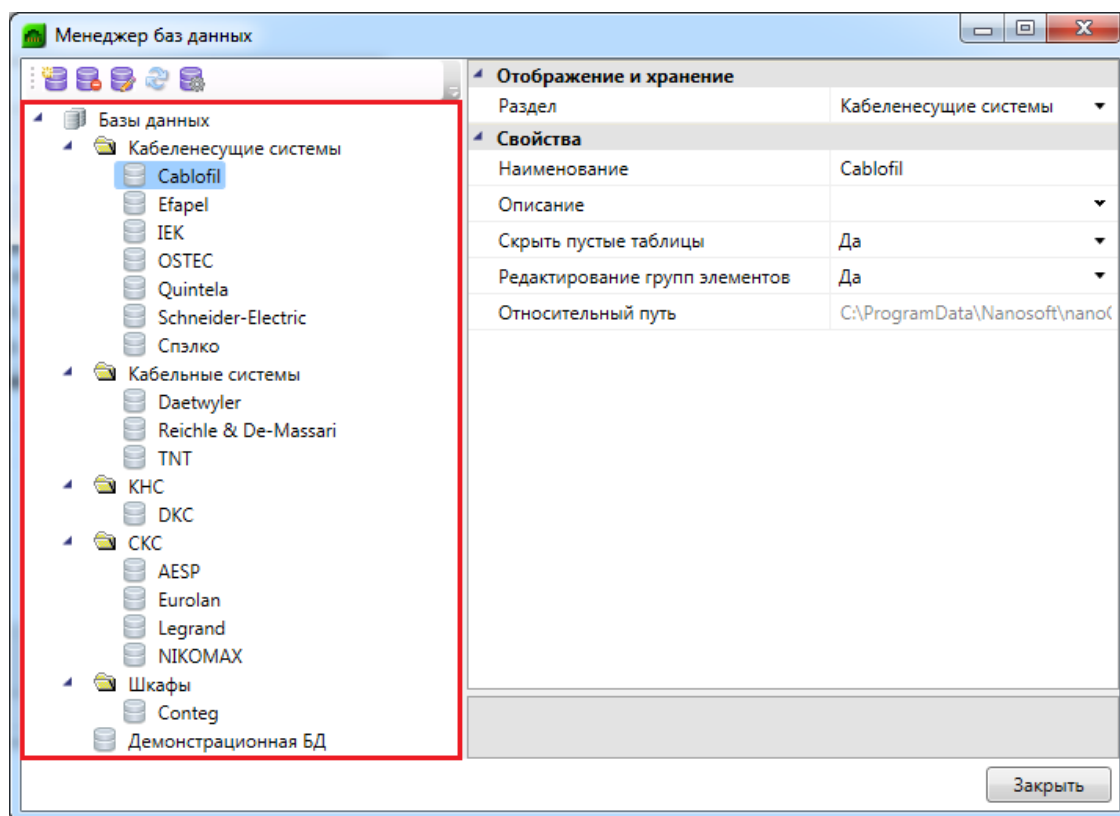 Менеджер баз данных
Базы данных
Кабеленесущие системы
Cablofil
Efapel
IEK
OSTEC
Quintela
Schneider-Electric
Спэлко
Кабельные системы
Daetwyler
Reichle & De-Massari
TNT
КНС
DKC
СКС
AESP
Eurolan
Legrand
NIKOMAX
Шкафы
Conteg
Демонстрационная БД
Отображение и хранение
Раздел Кабеленесущие системы
Свойства
Наименование Cablofil
Описание
Скрыть пустые таблицы Да
Редактирование групп элементов Да
Относительный путь C:\ProgramData\Nanosoft\nano
Закрыть